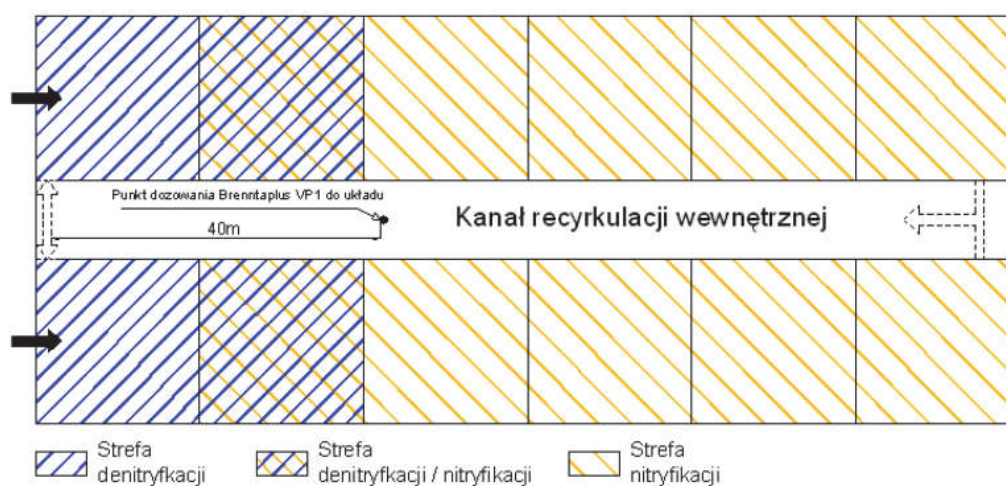 Punkt dozowania Brenntaplus VP1 do układu
40m
Kanał recyrkulacji wewnętrznej
Strefa
denitryfkacji
Strefa
denitryfkacji / nitryfikacji
Strefa
nitryfikacji